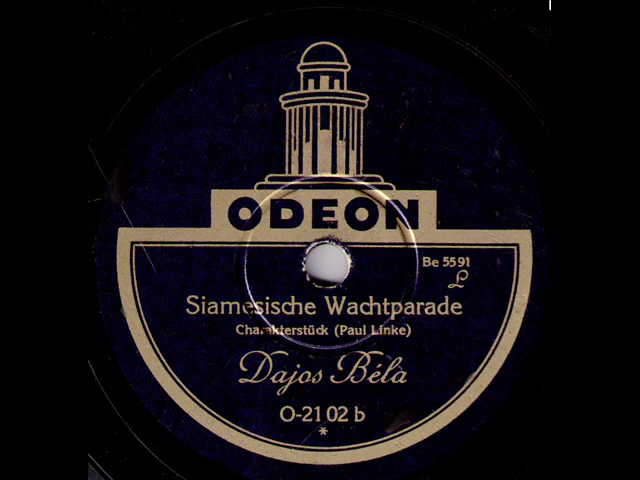 ODEON
Be 5591
L
Siamesische Wachtparade
Charakterstück (Paul Linke)
Dajos Béla
O-2102 b
*